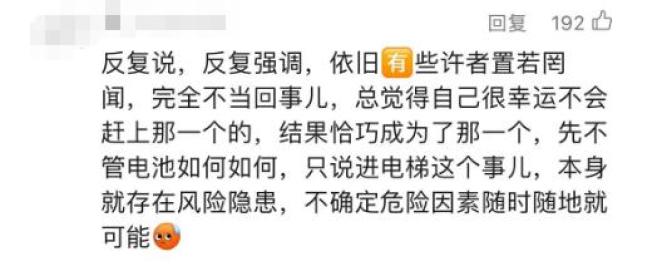 回复 192
反复说，反复强调，依旧🈶些许者置若罔
闻，完全不当回事儿，总觉得自己很幸运不会
赶上那一个的，结果恰巧成为了那一个，先不
管电池如何如何，只说进电梯这个事儿，本身
就存在风险隐患，不确定危险因素随时随地就
可能